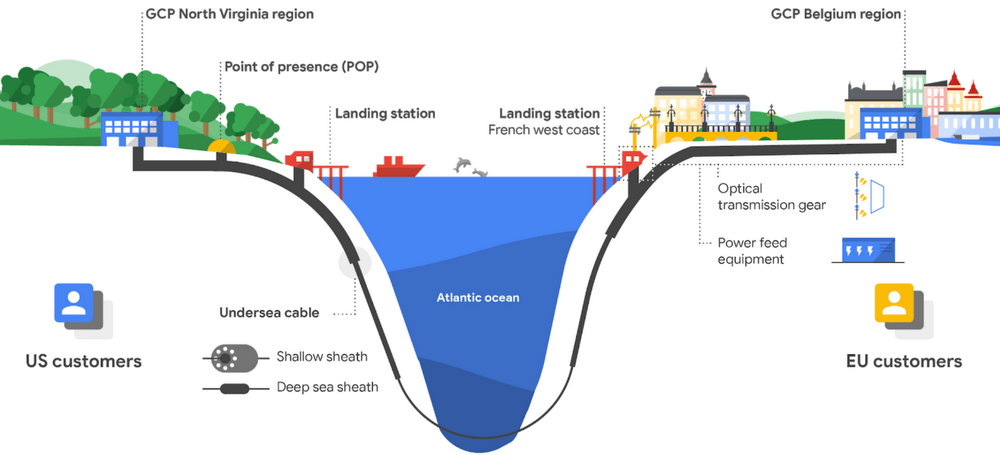 GCP North Virginia region
GCP Belgium region
Point of presence (POP)
Landing station
Landing station
French west coast
Optical
transmission gear
Power feed
equipment
Atlantic ocean
Undersea cable
Shallow sheath
Deep sea sheath
US customers
EU customers